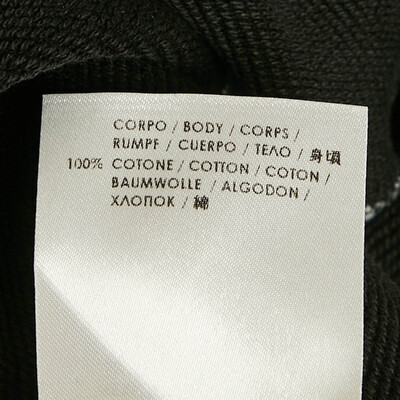 CORPO / BODY / CORPS /
RUMPF / CUERPO / ТЕЛО / 身頃
100% COTONE / COTTON / COTON /
BAUMWOLLE / ALGODON /
ХЛОПОК / 綿